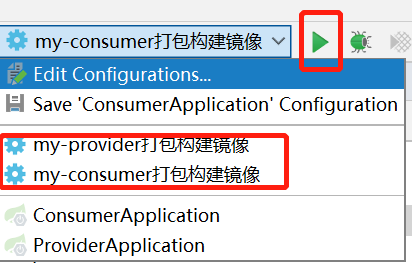 my-consumer打包构建镜像
Edit Configurations...
Save 'ConsumerApplication' Configuration
my-provider打包构建镜像
my-consumer打包构建镜像
ConsumerApplication
ProviderApplication